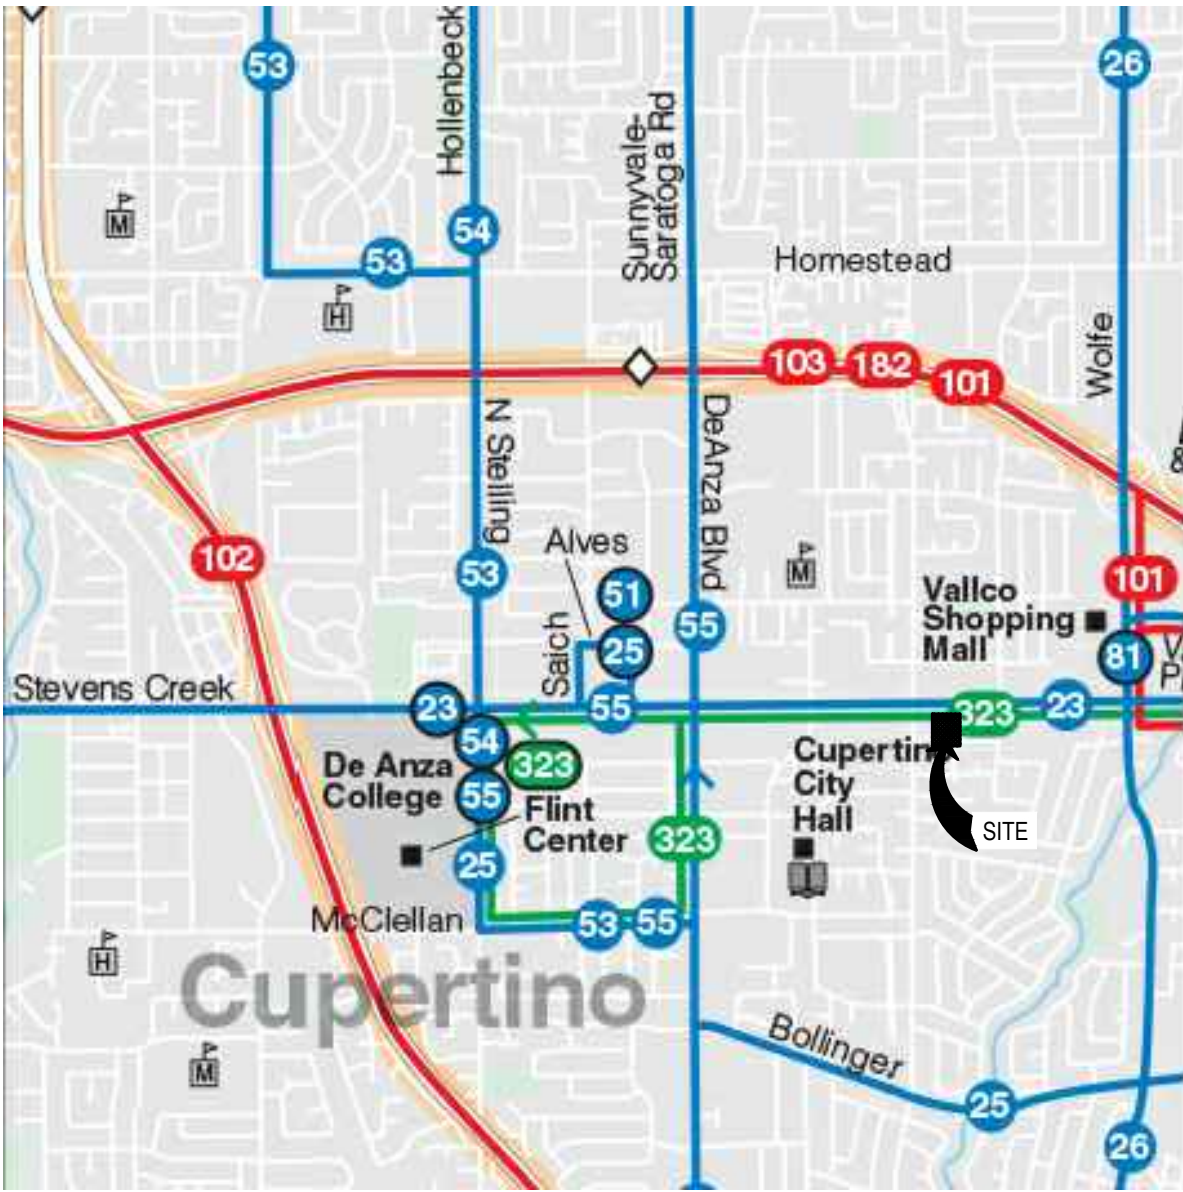 53
Hollenbeck
Sunnyvale-
Saratoga Rd
26
M
54
53
Homestead
H
103
182
101
Wolfe
N Stelling
DeAnza Blvd
&
102
53
Alves
M
51
101
Vallco
Shopping
Mall
Saich
55
25
81
Stevens Creek
23
55
323
23
54
De Anza
College
323
55
Flint
Center
Cupertin
City
Hall
SITE
323
25
McClellan
53
55
H
Cupertino
Bollinger
M
25
26